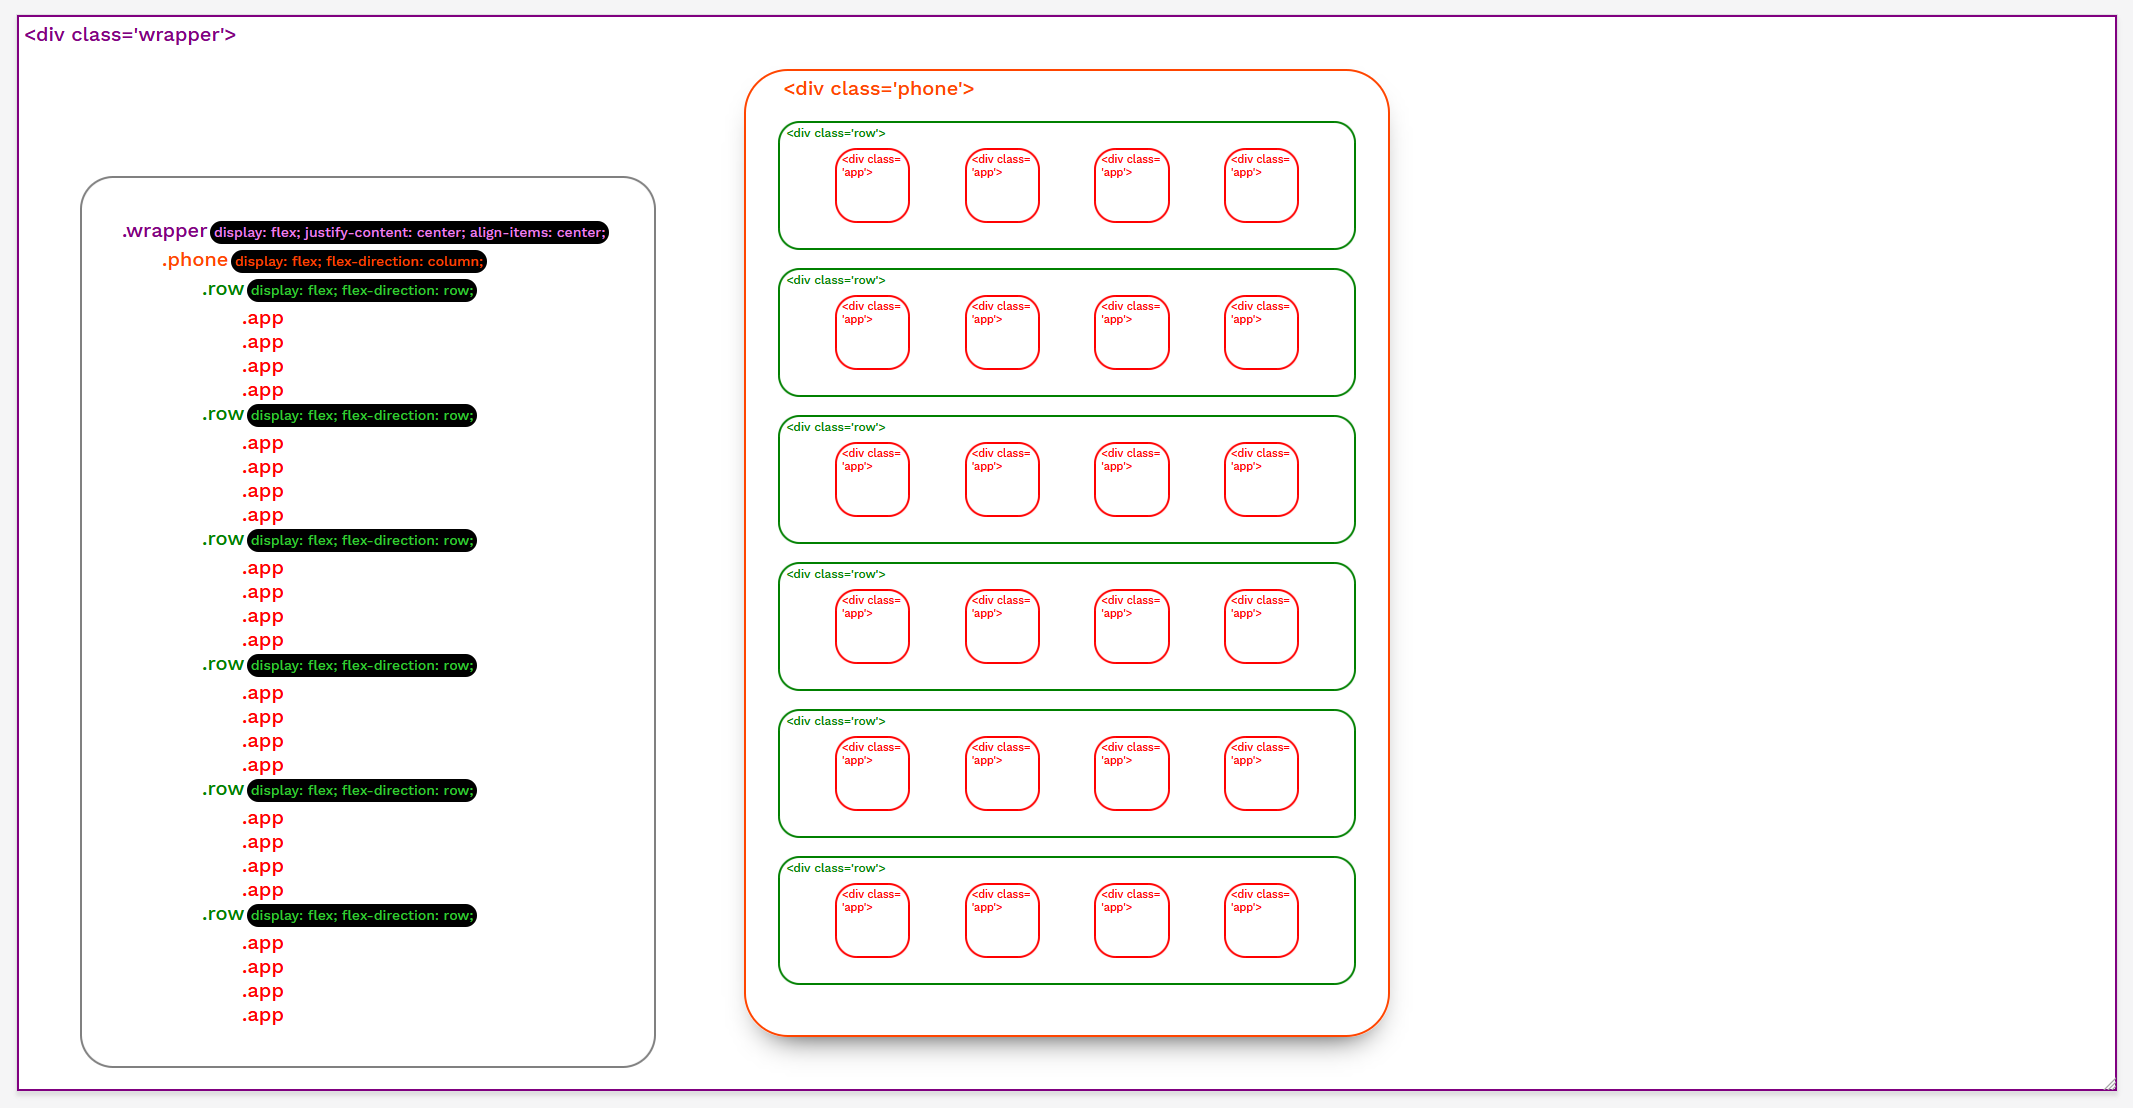 <div class='wrapper'>
.wrapper display: flex; justify-content: center; align-items: center;
.phone display: flex; flex-direction: column;
.row display: flex; flex-direction: row;
.app
.app
.app
.app
.row display: flex; flex-direction: row;
.app
.app
.app
.app
.row display: flex; flex-direction: row;
.app
.app
.app
.app
.row display: flex; flex-direction: row;
.app
.app
.app
.app
.row display: flex; flex-direction: row;
.app
.app
.app
.app
.row display: flex; flex-direction: row;
.app
.app
.app
.app
<div class='phone'>
<div class='row'>
<div class=
'app'>
<div class=
'app'>
<div class=
'app'>
<div class=
'app'>
<div class='row'>
<div class=
'app'>
<div class=
'app'>
<div class=
'app'>
<div class=
'app'>
<div class='row'>
<div class=
'app'>
<div class=
'app'>
<div class=
'app'>
<div class=
'app'>
<div class='row'>
<div class=
'app'>
<div class=
'app'>
<div class=
'app'>
<div class=
'app'>
<div class='row'>
<div class=
'app'>
<div class=
'app'>
<div class=
'app'>
<div class=
'app'>
<div class='row'>
<div class=
'app'>
<div class=
'app'>
<div class=
'app'>
<div class=
'app'>